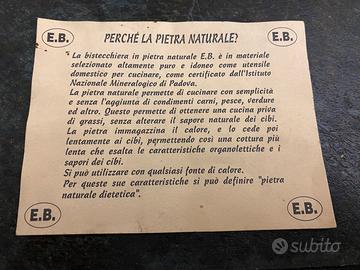 E.B.
PERCHÉ LA PIETRA NATURALE?
E.B.
"La bistecchiera in pietra naturale E.B. è in materiale
selezionato altamente puro e idoneo come utensile
domestico per cucinare, come certificato dall'Istituto
Nazionale Mineralogico di Padova.
La pietra naturale permette di cucinare con semplicità
e senza l'aggiunta di condimenti carni, pesce, verdure
ed altro. Questo permette di ottenere una cucina priva
di grassi, senza alterare il sapore naturale dei cibi.
La pietra immagazzina il calore, e lo cede poi
lentamente ai cibi, permettendo così una cottura più
lenta che esalta le caratteristiche organolettiche e i
sapori dei cibi.
Si può utilizzare con qualsiasi fonte di calore.
Per queste sue caratteristiche si può definire "pietra
naturale dietetica".
E.B.
E.B.
subito